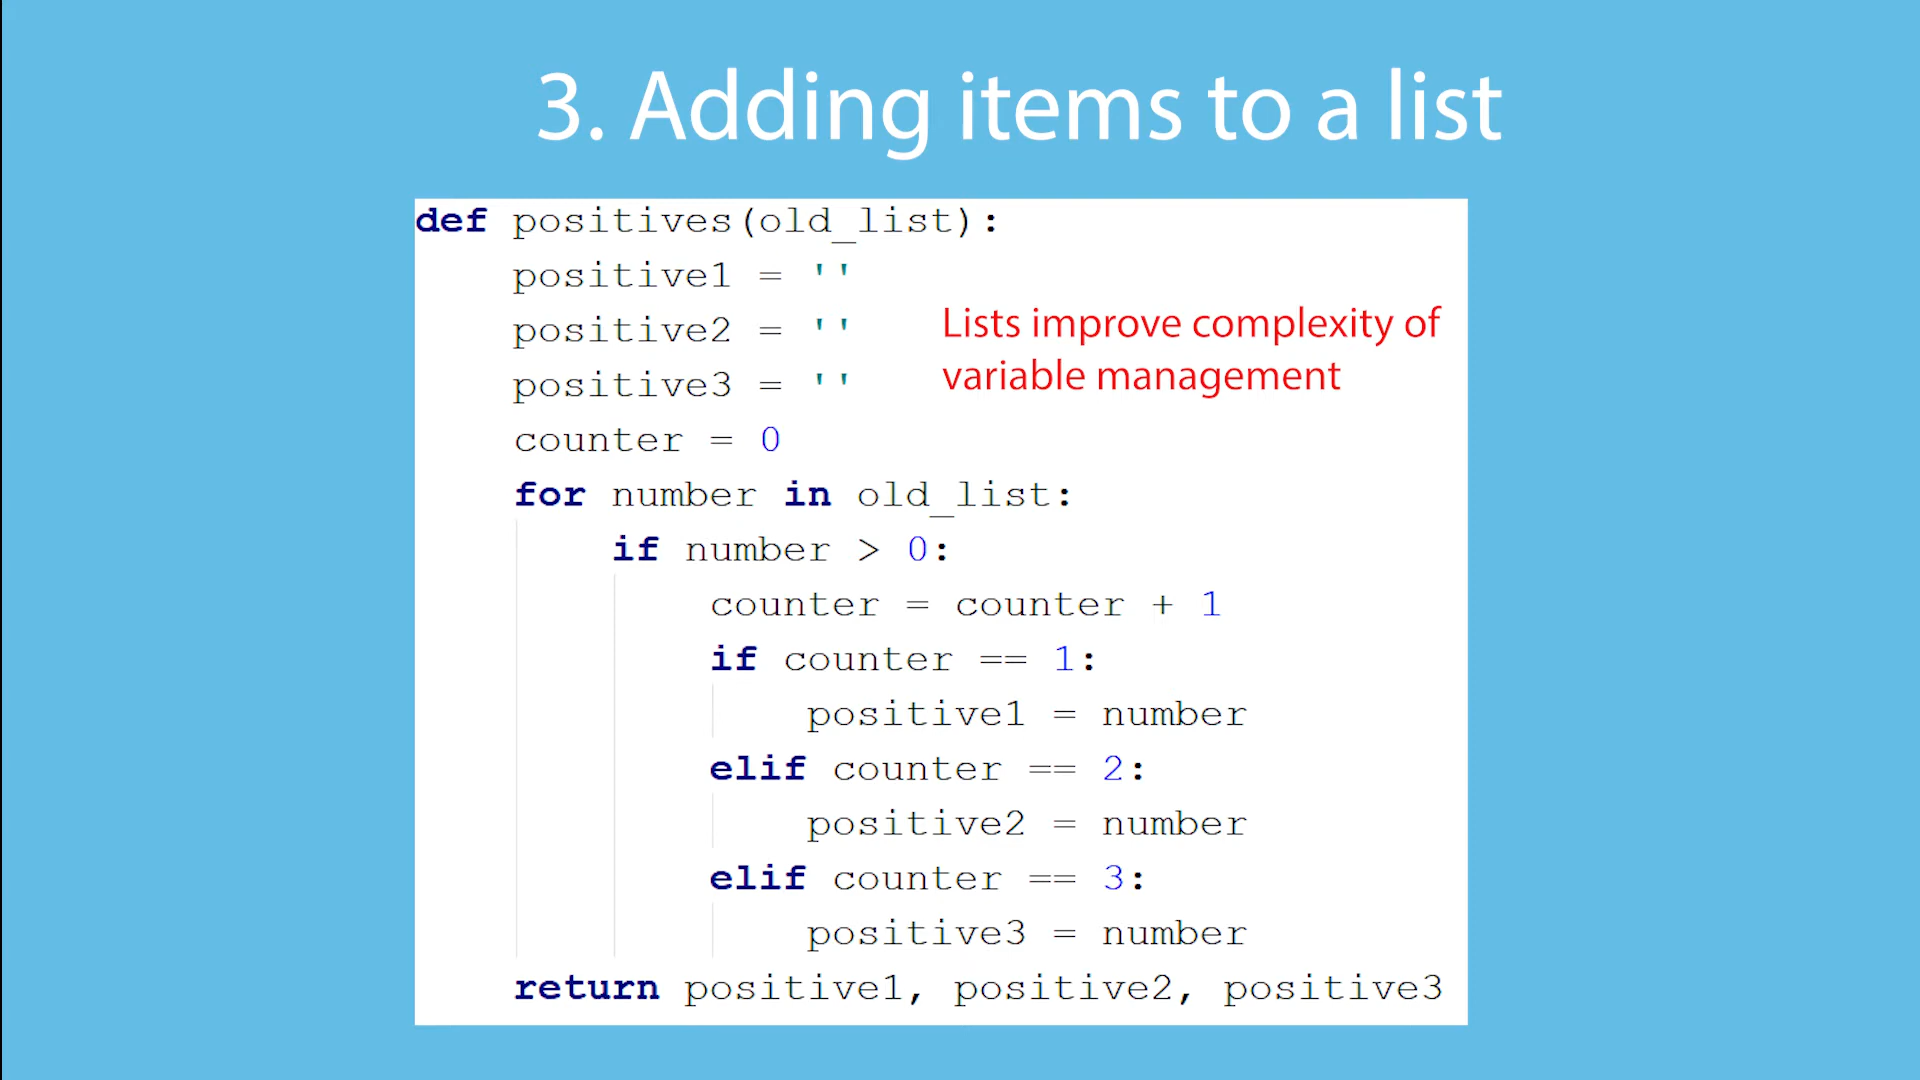 3. Adding items to a list
def positives(old_list):
    positive1 = ''
    positive2 = ''
    positive3 = ''
Lists improve complexity of
variable management
    counter = 0
    for number in old_list:
        if number > 0:
            counter = counter + 1
            if counter == 1:
                positive1 = number
            elif counter == 2:
                positive2 = number
            elif counter == 3:
                positive3 = number
    return positive1, positive2, positive3